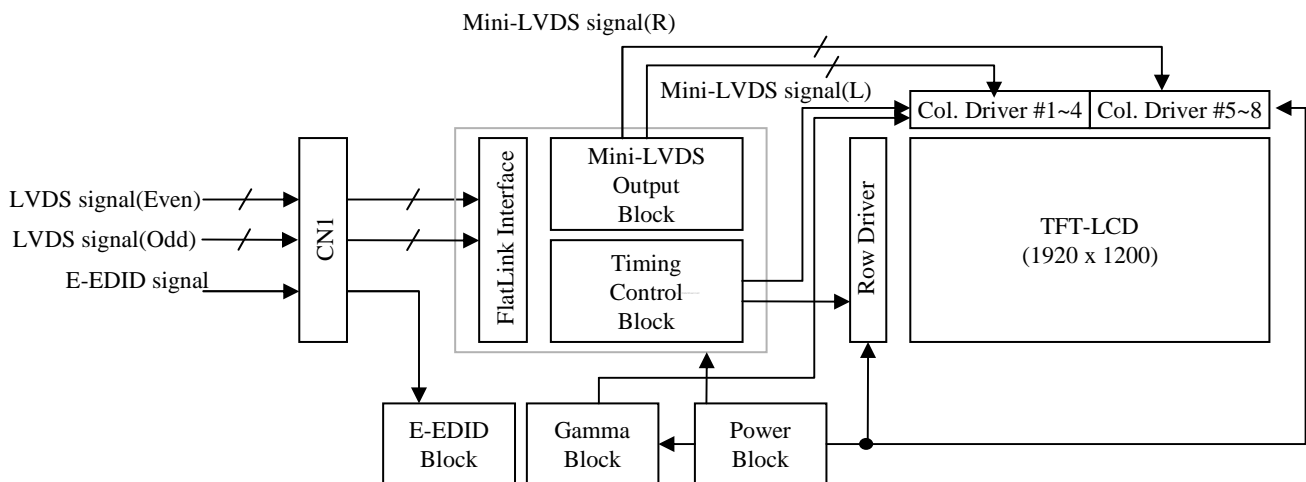 Mini-LVDS signal(R)
Mini-LVDS signal(L)
Col. Driver #1~4
Col. Driver #5~8
LVDS signal(Even)
LVDS signal(Odd)
E-EDID signal
CN1
FlatLink Interface
Mini-LVDS
Output
Block
Timing
Control
Block
Row Driver
TFT-LCD
(1920 x 1200)
E-EDID
Block
Gamma
Block
Power
Block